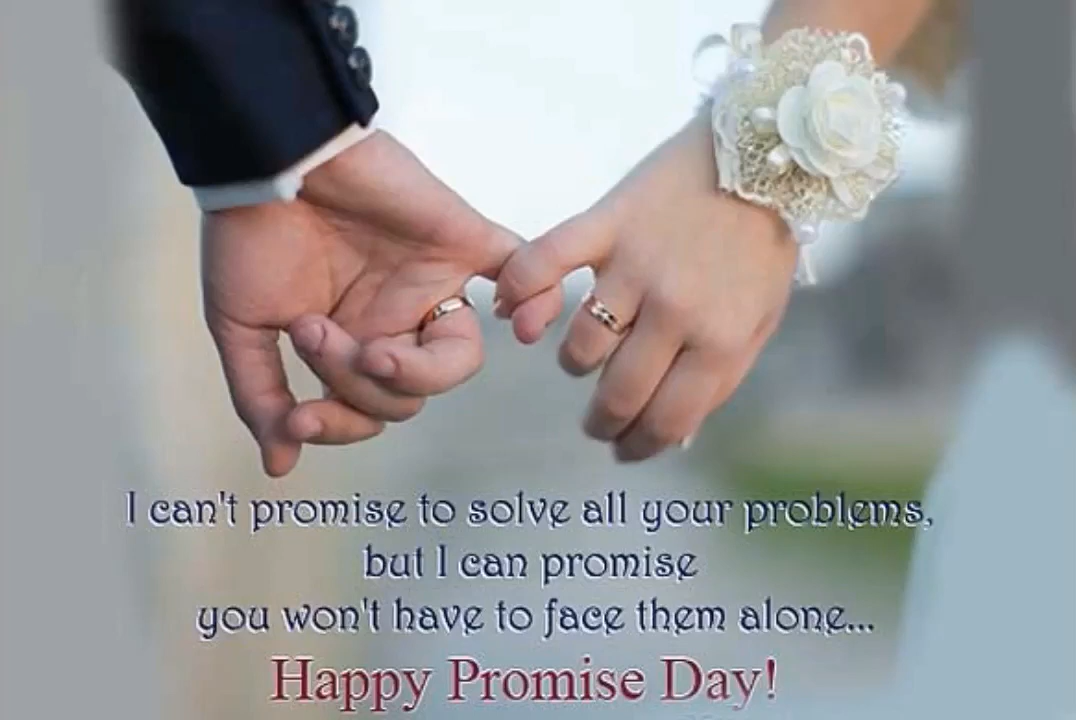 I can't promise to solve all your problems,
but I can promise
you won't have to face them alone...
Happy Promise Day!